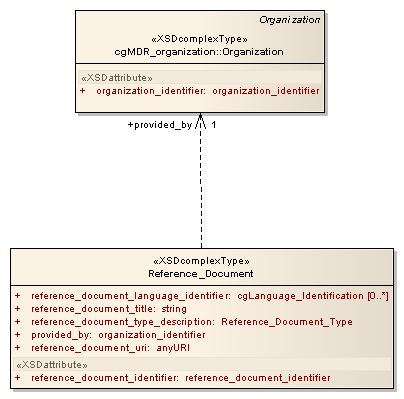 Organization
«XSDcomplexType»
cgMDR_organization::Organization
«XSDattribute»
+ organization_identifier: organization_identifier
+provided_by 1
«XSDcomplexType»
Reference_Document
+ reference_document_language_identifier: cgLanguage_Identification [0..*]
+ reference_document_title: string
+ reference_document_type_description: Reference_Document_Type
+ provided_by: organization_identifier
+ reference_document_uri: anyURI
«XSDattribute»
+ reference_document_identifier: reference_document_identifier